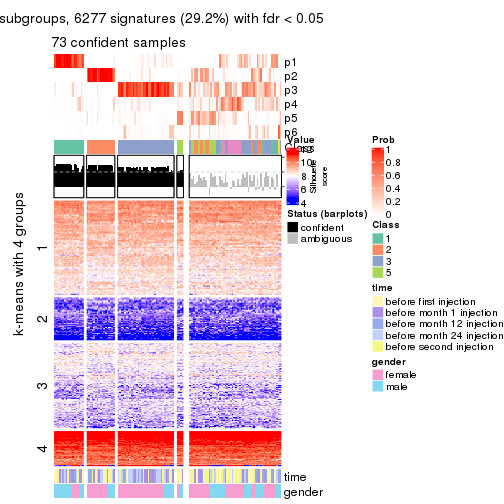 subgroups, 6277 signatures (29.2%) with fdr < 0.05
73 confident samples
p1
p2
p3
p4
p5
p6
Class
Silhouette
score
k-means with 4 groups
1
2
3
4
time
gender
Value
10
8
6
4
Status (barplots)
confident
ambiguous
Prob
1
0.8
0.6
0.4
0.2
0
Class
1
2
3
5
time
before first injection
before month 1 injection
before month 12 injection
before month 24 injection
before second injection
gender
female
male